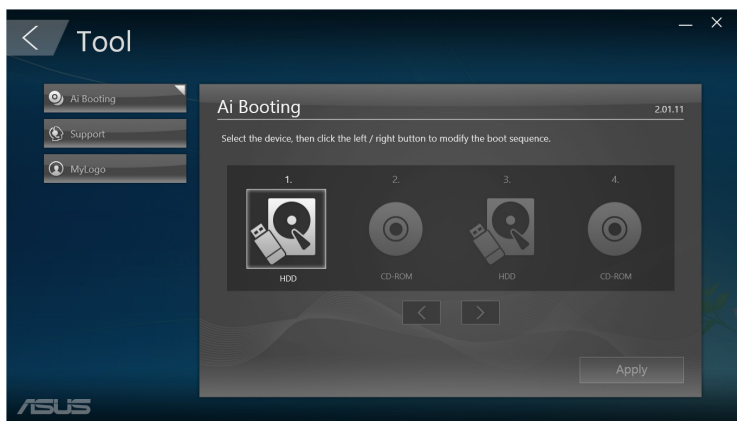 Tool
Ai Booting
Support
MyLogo
Ai Booting
2.01.11
Select the device, then click the left / right button to modify the boot sequence.
1. 2. 3. 4.
HDD CD-ROM HDD CD-ROM
Apply
ASUS